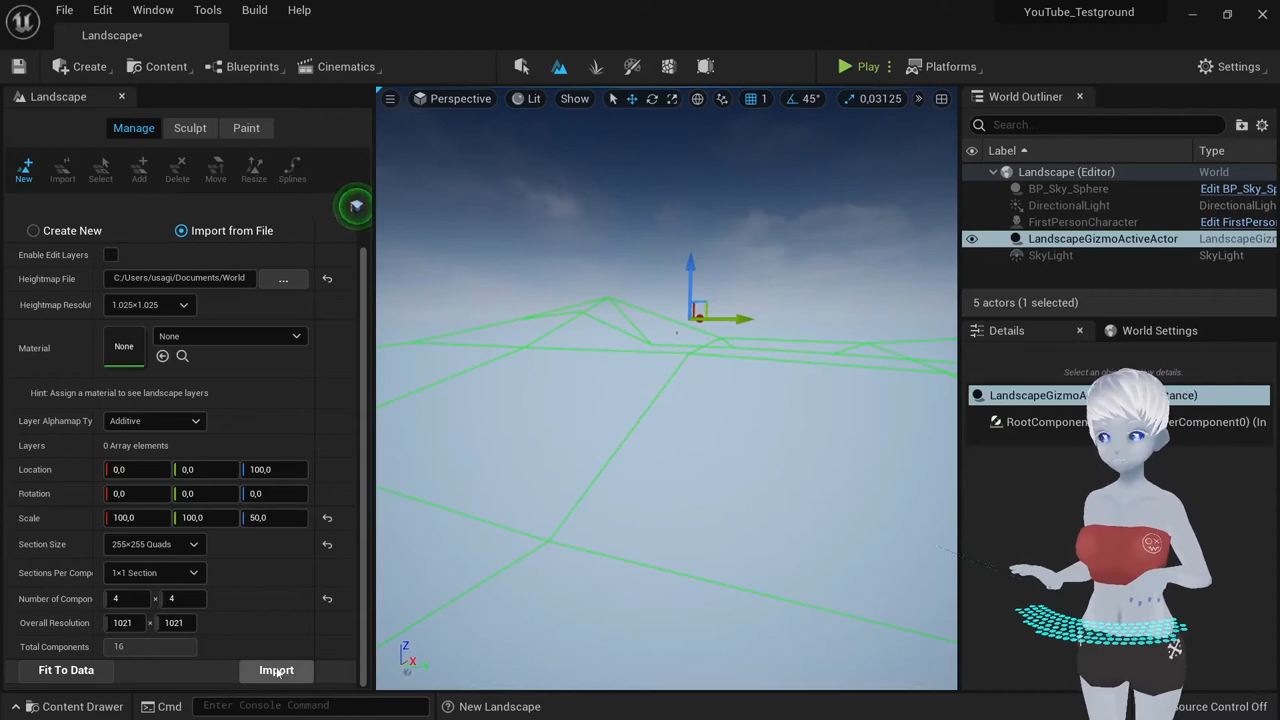 File Edit Window Tools Build Help
YouTube_Testground
Landscape*
Create Content Blueprints Cinematics Play Platforms Settings
Landscape
Perspective Lit Show 1 45° 0,03125
World Outliner
Manage Sculpt Paint
Search...
Label Type
New Import Select Add Delete Move Resize Splines
Landscape (Editor) World
BP_Sky_Sphere Edit BP_Sky_Sp
DirectionalLight DirectionalLight
FirstPersonCharacter Edit FirstPerson
LandscapeGizmoActiveActor LandscapeGizm
SkyLight SkyLight
Create New Import from File
Enable Edit Layers
Heightmap File C:/Users/usagi/Documents/World ...
Heightmap Resolut 1.025×1.025
5 actors (1 selected)
Details World Settings
Material None None
Hint: Assign a material to see landscape layers
Layer Alphamap Ty Additive
Layers 0 Array elements
Location 0,0 0,0 100,0
Rotation 0,0 0,0 0,0
Scale 100,0 100,0 50,0
Section Size 255×255 Quads
Sections Per Compo 1×1 Section
Number of Compon 4 × 4
Overall Resolution 1021 × 1021
Total Components 16
Fit To Data Import
Select an ob w details.
LandscapeGizmoA tance)
RootComponen erComponent0) (In
Z
X
Content Drawer Cmd Enter Console Command New Landscape ource Control Off